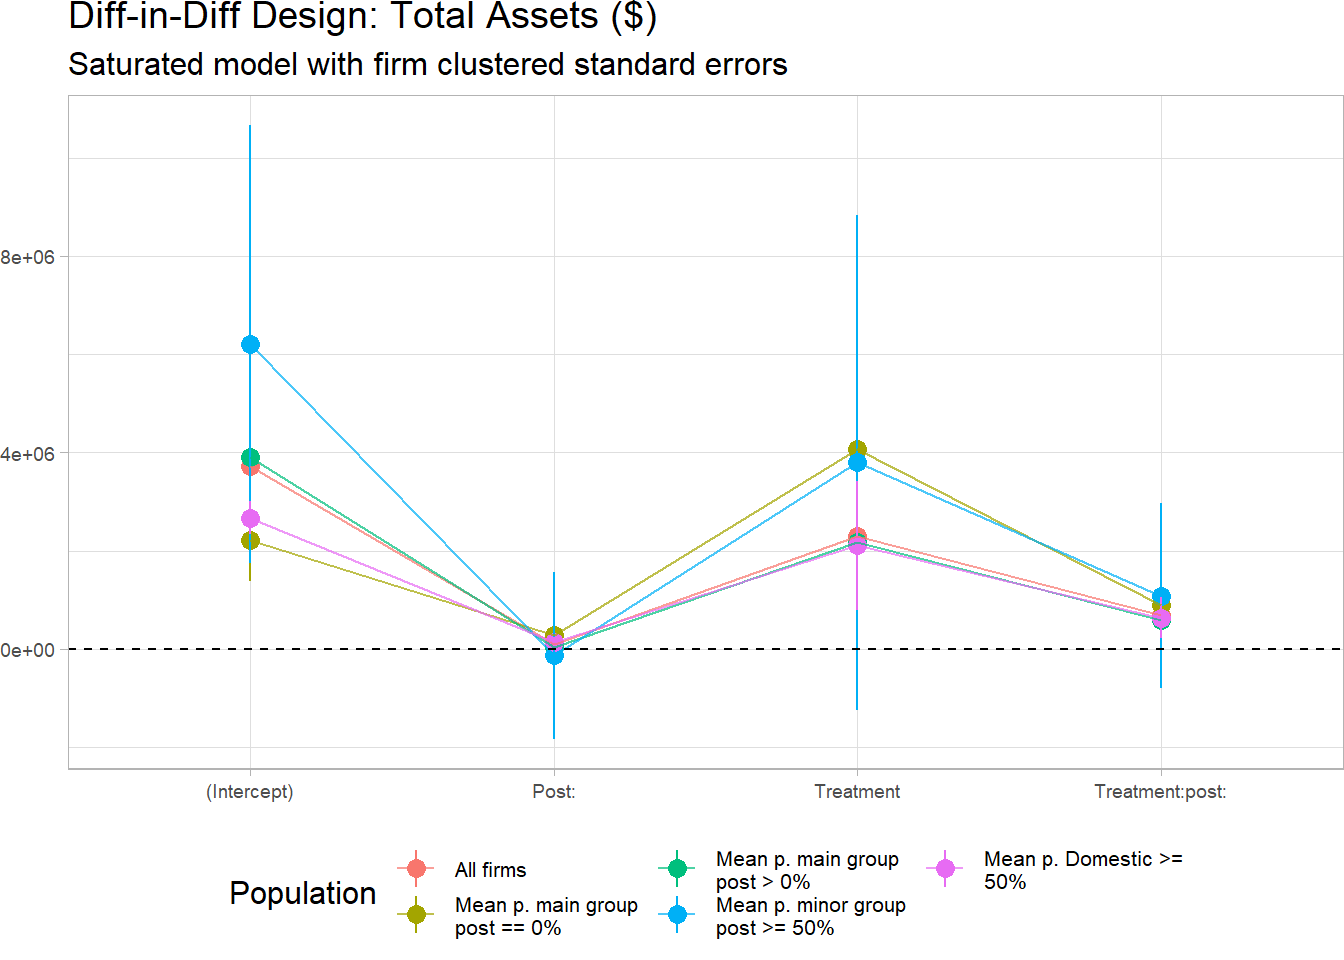 Diff-in-Diff Design: Total Assets ($)
Saturated model with firm clustered standard errors
8e+06
4e+06
0e+00
(Intercept)
Post:
Treatment
Treatment:post:
Population
All firms
Mean p. main group
post == 0%
Mean p. main group
post > 0%
Mean p. minor group
post >= 50%
Mean p. Domestic >=
50%